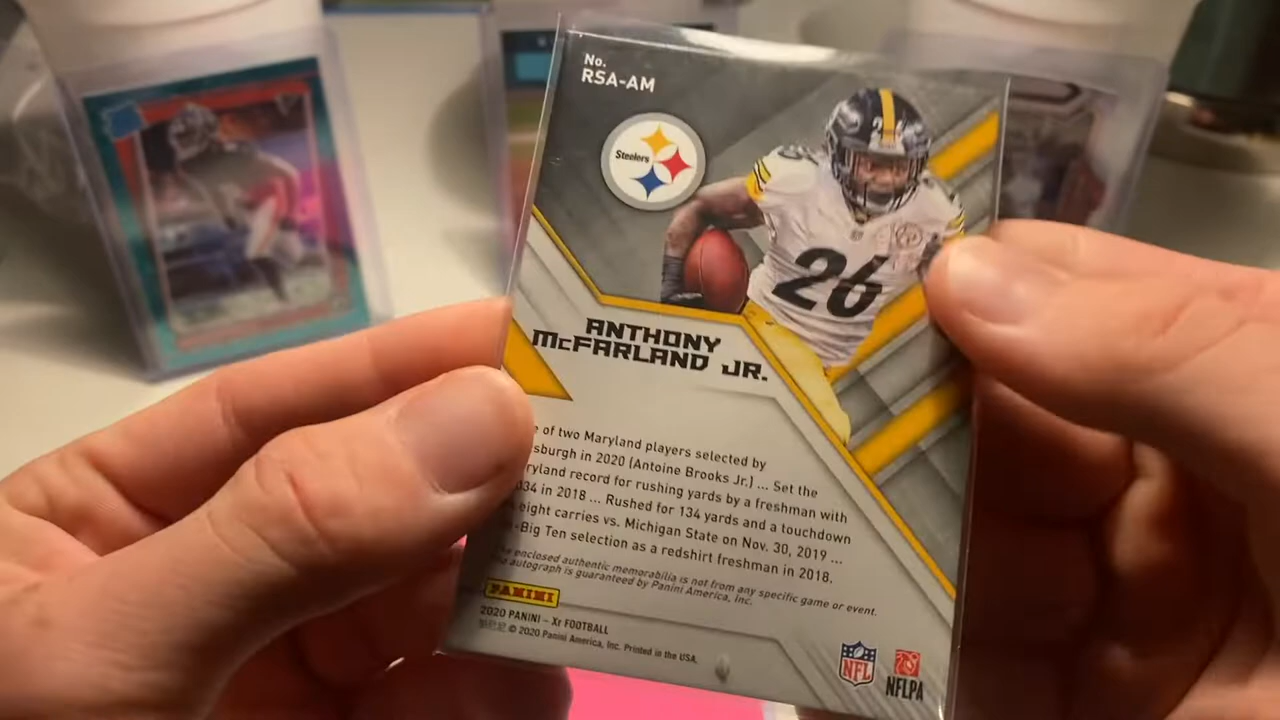 No.
RSA-AM
Steelers
26
26
ANTHONY
McFARLAND JR.
e of two Maryland players selected by
sburgh in 2020 (Antoine Brooks Jr.) ... Set the
ryland record for rushing yards by a freshman with
034 in 2018 ... Rushed for 134 yards and a touchdown
eight carries vs. Michigan State on Nov. 30, 2019 ...
-Big Ten selection as a redshirt freshman in 2018.
he enclosed authentic memorabilia is not from any specific game or event.
autograph is guaranteed by Panini America, Inc.
PANINI
2020 PANINI – Xr FOOTBALL
© 2020 Panini America, Inc. Printed in the USA.
NFL
NFLPA